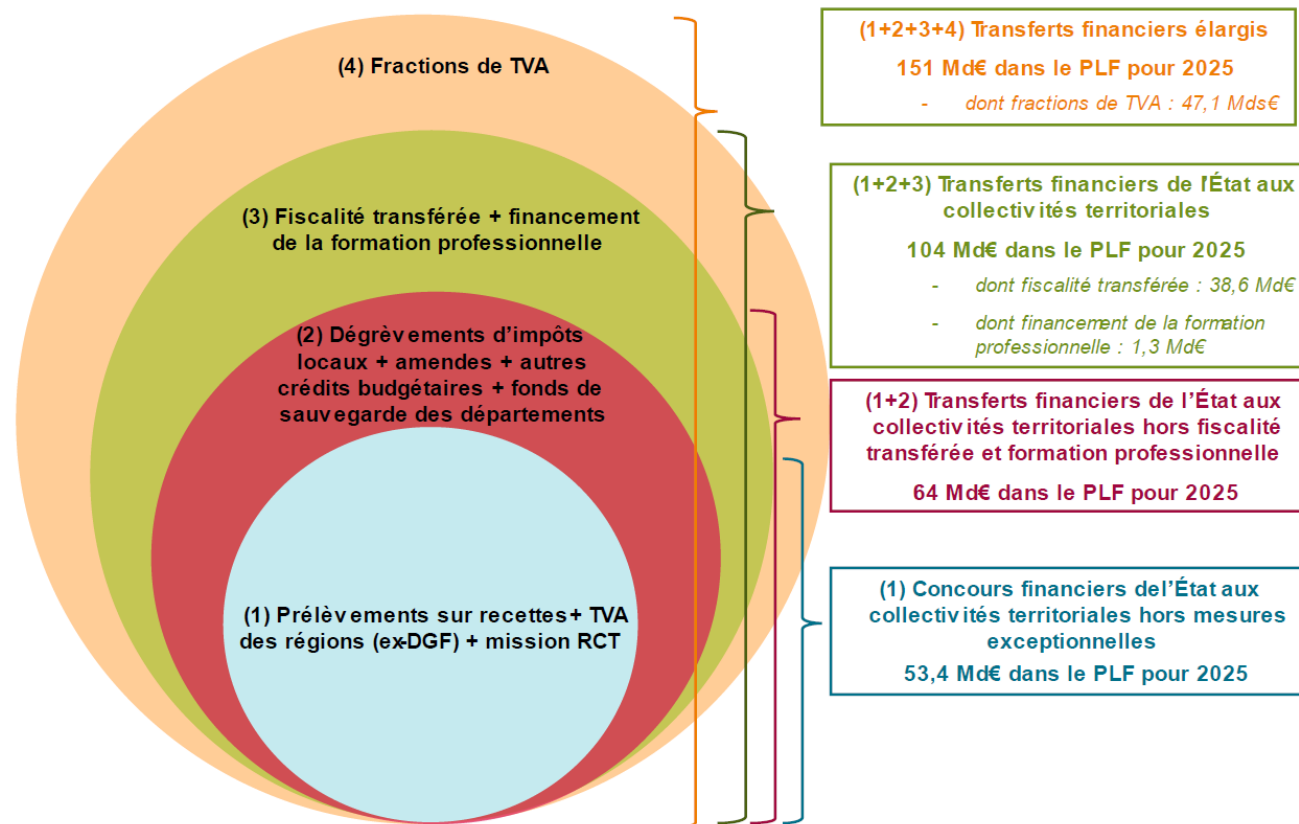 (4) Fractions de TVA
(3) Fiscalité transférée + financement
de la formation professionnelle
(2) Dégrèvements d'impôts
locaux + amendes + autres
crédits budgétaires + fonds de
sauvegarde des départements
(1) Prélèvements sur recettes+ TVA
des régions (ex-DGF) + mission RCT
(1+2+3+4) Transferts financiers élargis
151 Md€ dans le PLF pour 2025
- dont fractions de TVA : 47,1 Mds€
(1+2+3) Transferts financiers de l'État aux
collectivités territoriales
104 Md€ dans le PLF pour 2025
- dont fiscalité transférée : 38,6 Md€
- dont financement de la formation
professionnelle : 1,3 Md€
(1+2) Transferts financiers de l'État aux
collectivités territoriales hors fiscalité
transférée et formation professionnelle
64 Md€ dans le PLF pour 2025
(1) Concours financiers del'État aux
collectivités territoriales hors mesures
exceptionnelles
53,4 Md€ dans le PLF pour 2025